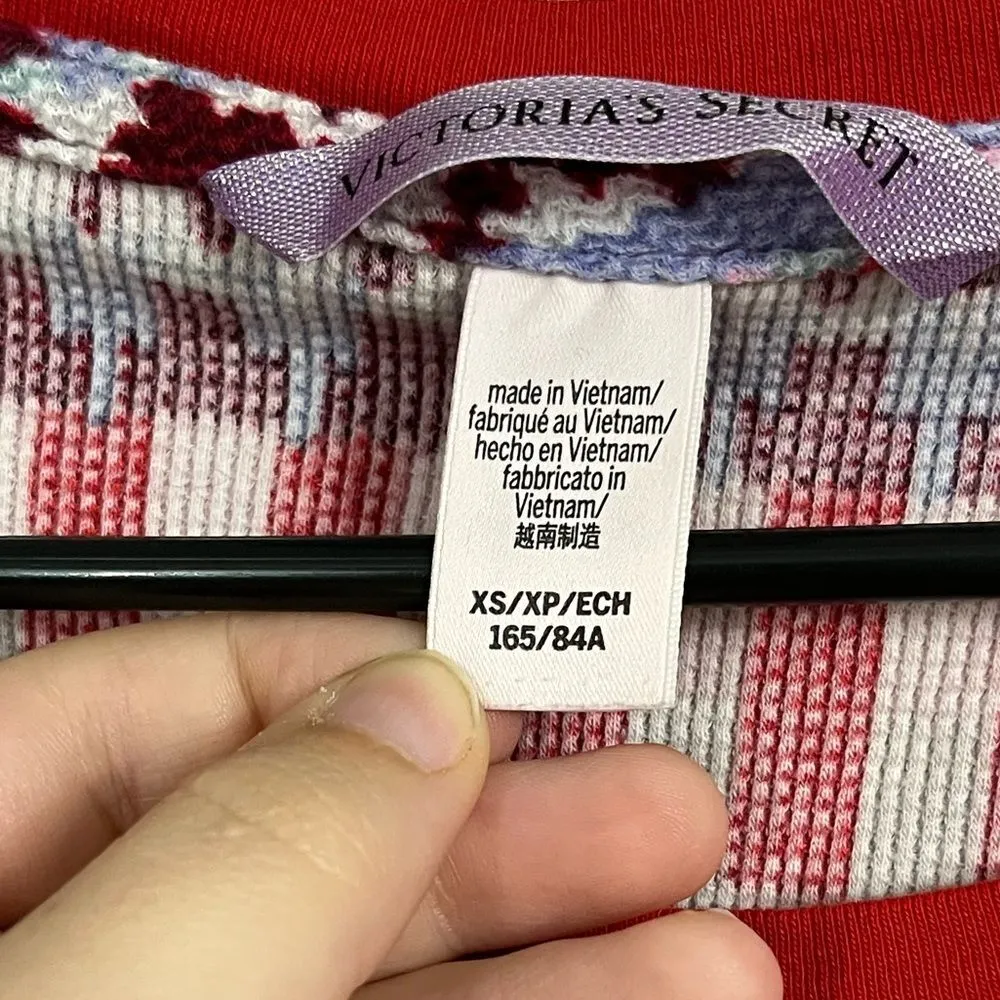 VICTORIA'S SECRET
made in Vietnam/
fabriqué au Vietnam/
hecho en Vietnam/
fabbricato in
Vietnam/
越南制造
XS/XP/ECH
165/84A